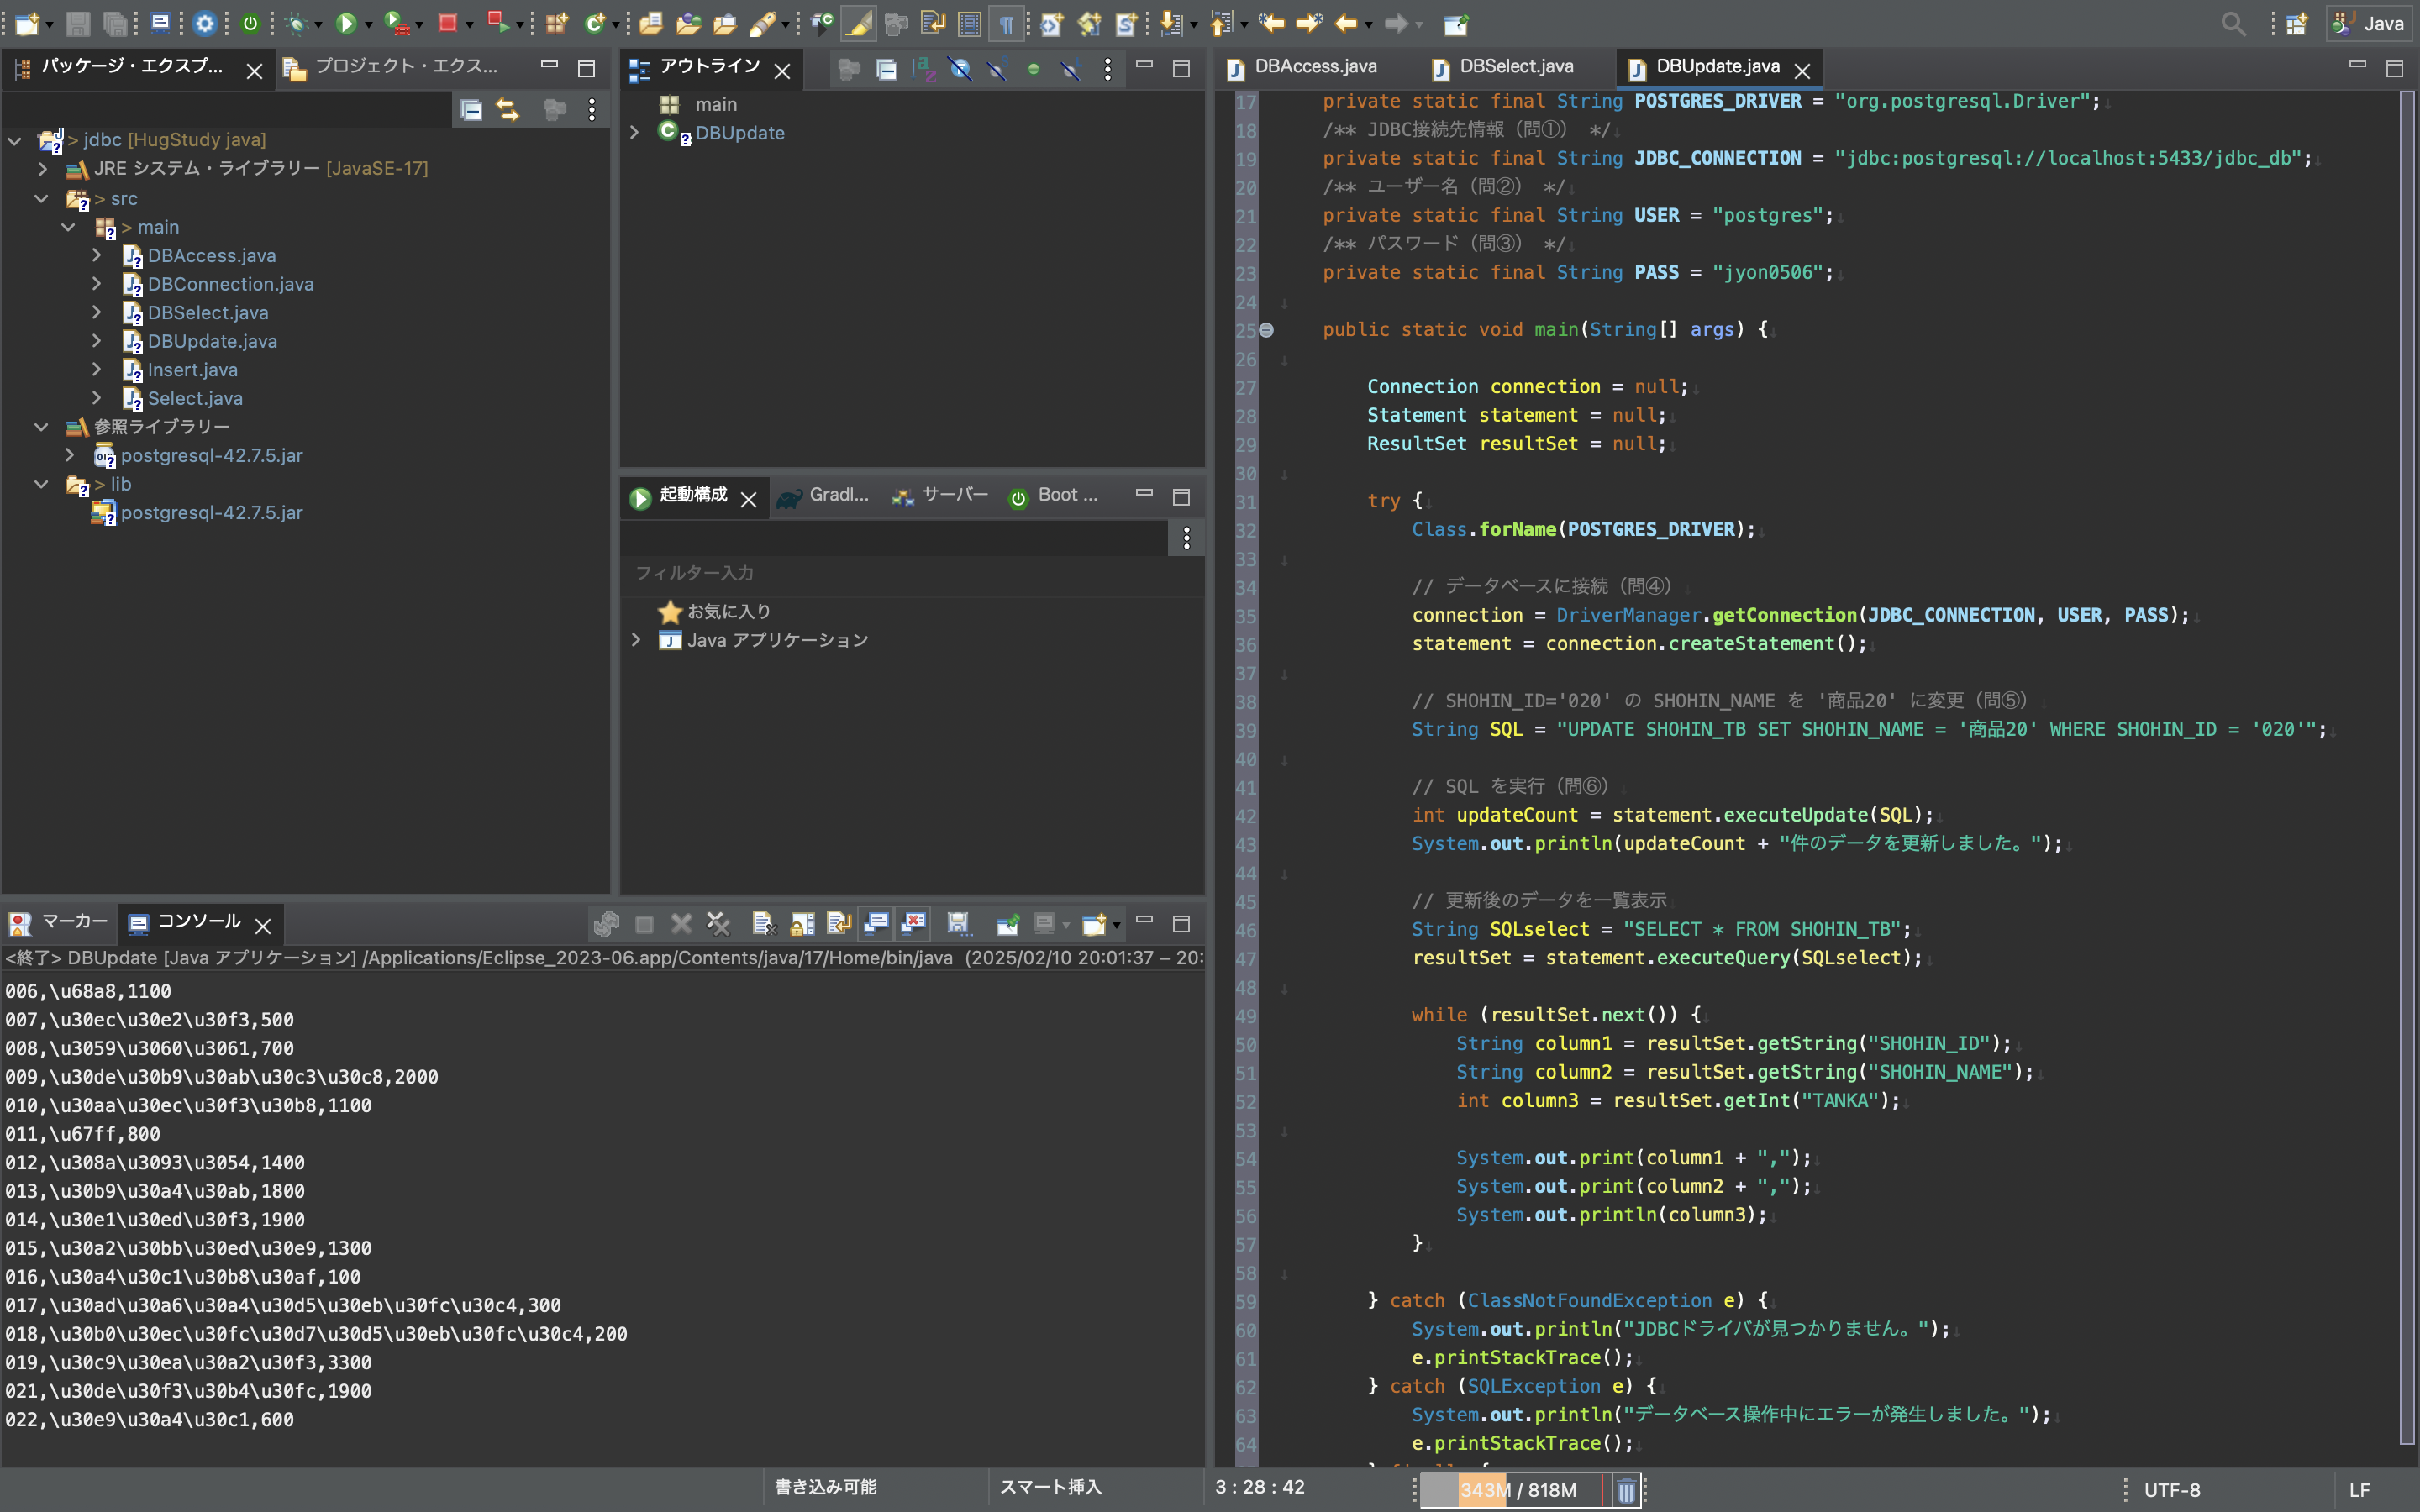 Java
パッケージ・エクスプ...
プロジェクト・エクス...
> jdbc [HugStudy java]
JRE システム・ライブラリー [JavaSE-17]
> src
> main
DBAccess.java
DBConnection.java
DBSelect.java
DBUpdate.java
Insert.java
Select.java
参照ライブラリー
postgresql-42.7.5.jar
> lib
postgresql-42.7.5.jar
アウトライン
main
DBUpdate
起動構成
Gradl...
サーバー
Boot ...
フィルター入力
お気に入り
Java アプリケーション
マーカー
コンソール
<終了> DBUpdate [Java アプリケーション] /Applications/Eclipse_2023-06.app/Contents/java/17/Home/bin/java  (2025/02/10 20:01:37 – 20:
006,\u68a8,1100
007,\u30ec\u30e2\u30f3,500
008,\u3059\u3060\u3061,700
009,\u30de\u30b9\u30ab\u30c3\u30c8,2000
010,\u30aa\u30ec\u30f3\u30b8,1100
011,\u67ff,800
012,\u308a\u3093\u3054,1400
013,\u30b9\u30a4\u30ab,1800
014,\u30e1\u30ed\u30f3,1900
015,\u30a2\u30bb\u30ed\u30e9,1300
016,\u30a4\u30c1\u30b8\u30af,100
017,\u30ad\u30a6\u30a4\u30d5\u30eb\u30fc\u30c4,300
018,\u30b0\u30ec\u30fc\u30d7\u30d5\u30eb\u30fc\u30c4,200
019,\u30c9\u30ea\u30a2\u30f3,3300
021,\u30de\u30f3\u30b4\u30fc,1900
022,\u30e9\u30a4\u30c1,600
DBAccess.java
DBSelect.java
DBUpdate.java
17 private static final String POSTGRES_DRIVER = "org.postgresql.Driver";
18 /** JDBC接続先情報（問①） */
19 private static final String JDBC_CONNECTION = "jdbc:postgresql://localhost:5433/jdbc_db";
20 /** ユーザー名（問②） */
21 private static final String USER = "postgres";
22 /** パスワード（問③） */
23 private static final String PASS = "jyon0506";
24
25 public static void main(String[] args) {
26
27 Connection connection = null;
28 Statement statement = null;
29 ResultSet resultSet = null;
30
31 try {
32 Class.forName(POSTGRES_DRIVER);
33
34 // データベースに接続（問④）
35 connection = DriverManager.getConnection(JDBC_CONNECTION, USER, PASS);
36 statement = connection.createStatement();
37
38 // SHOHIN_ID='020' の SHOHIN_NAME を '商品20' に変更（問⑤）
39 String SQL = "UPDATE SHOHIN_TB SET SHOHIN_NAME = '商品20' WHERE SHOHIN_ID = '020'";
40
41 // SQL を実行（問⑥）
42 int updateCount = statement.executeUpdate(SQL);
43 System.out.println(updateCount + "件のデータを更新しました。");
44
45 // 更新後のデータを一覧表示
46 String SQLselect = "SELECT * FROM SHOHIN_TB";
47 resultSet = statement.executeQuery(SQLselect);
48
49 while (resultSet.next()) {
50 String column1 = resultSet.getString("SHOHIN_ID");
51 String column2 = resultSet.getString("SHOHIN_NAME");
52 int column3 = resultSet.getInt("TANKA");
53
54 System.out.print(column1 + ",");
55 System.out.print(column2 + ",");
56 System.out.println(column3);
57 }
58
59 } catch (ClassNotFoundException e) {
60 System.out.println("JDBCドライバが見つかりません。");
61 e.printStackTrace();
62 } catch (SQLException e) {
63 System.out.println("データベース操作中にエラーが発生しました。");
64 e.printStackTrace();
書き込み可能
スマート挿入
3 : 28 : 42
343M / 818M
UTF-8
LF